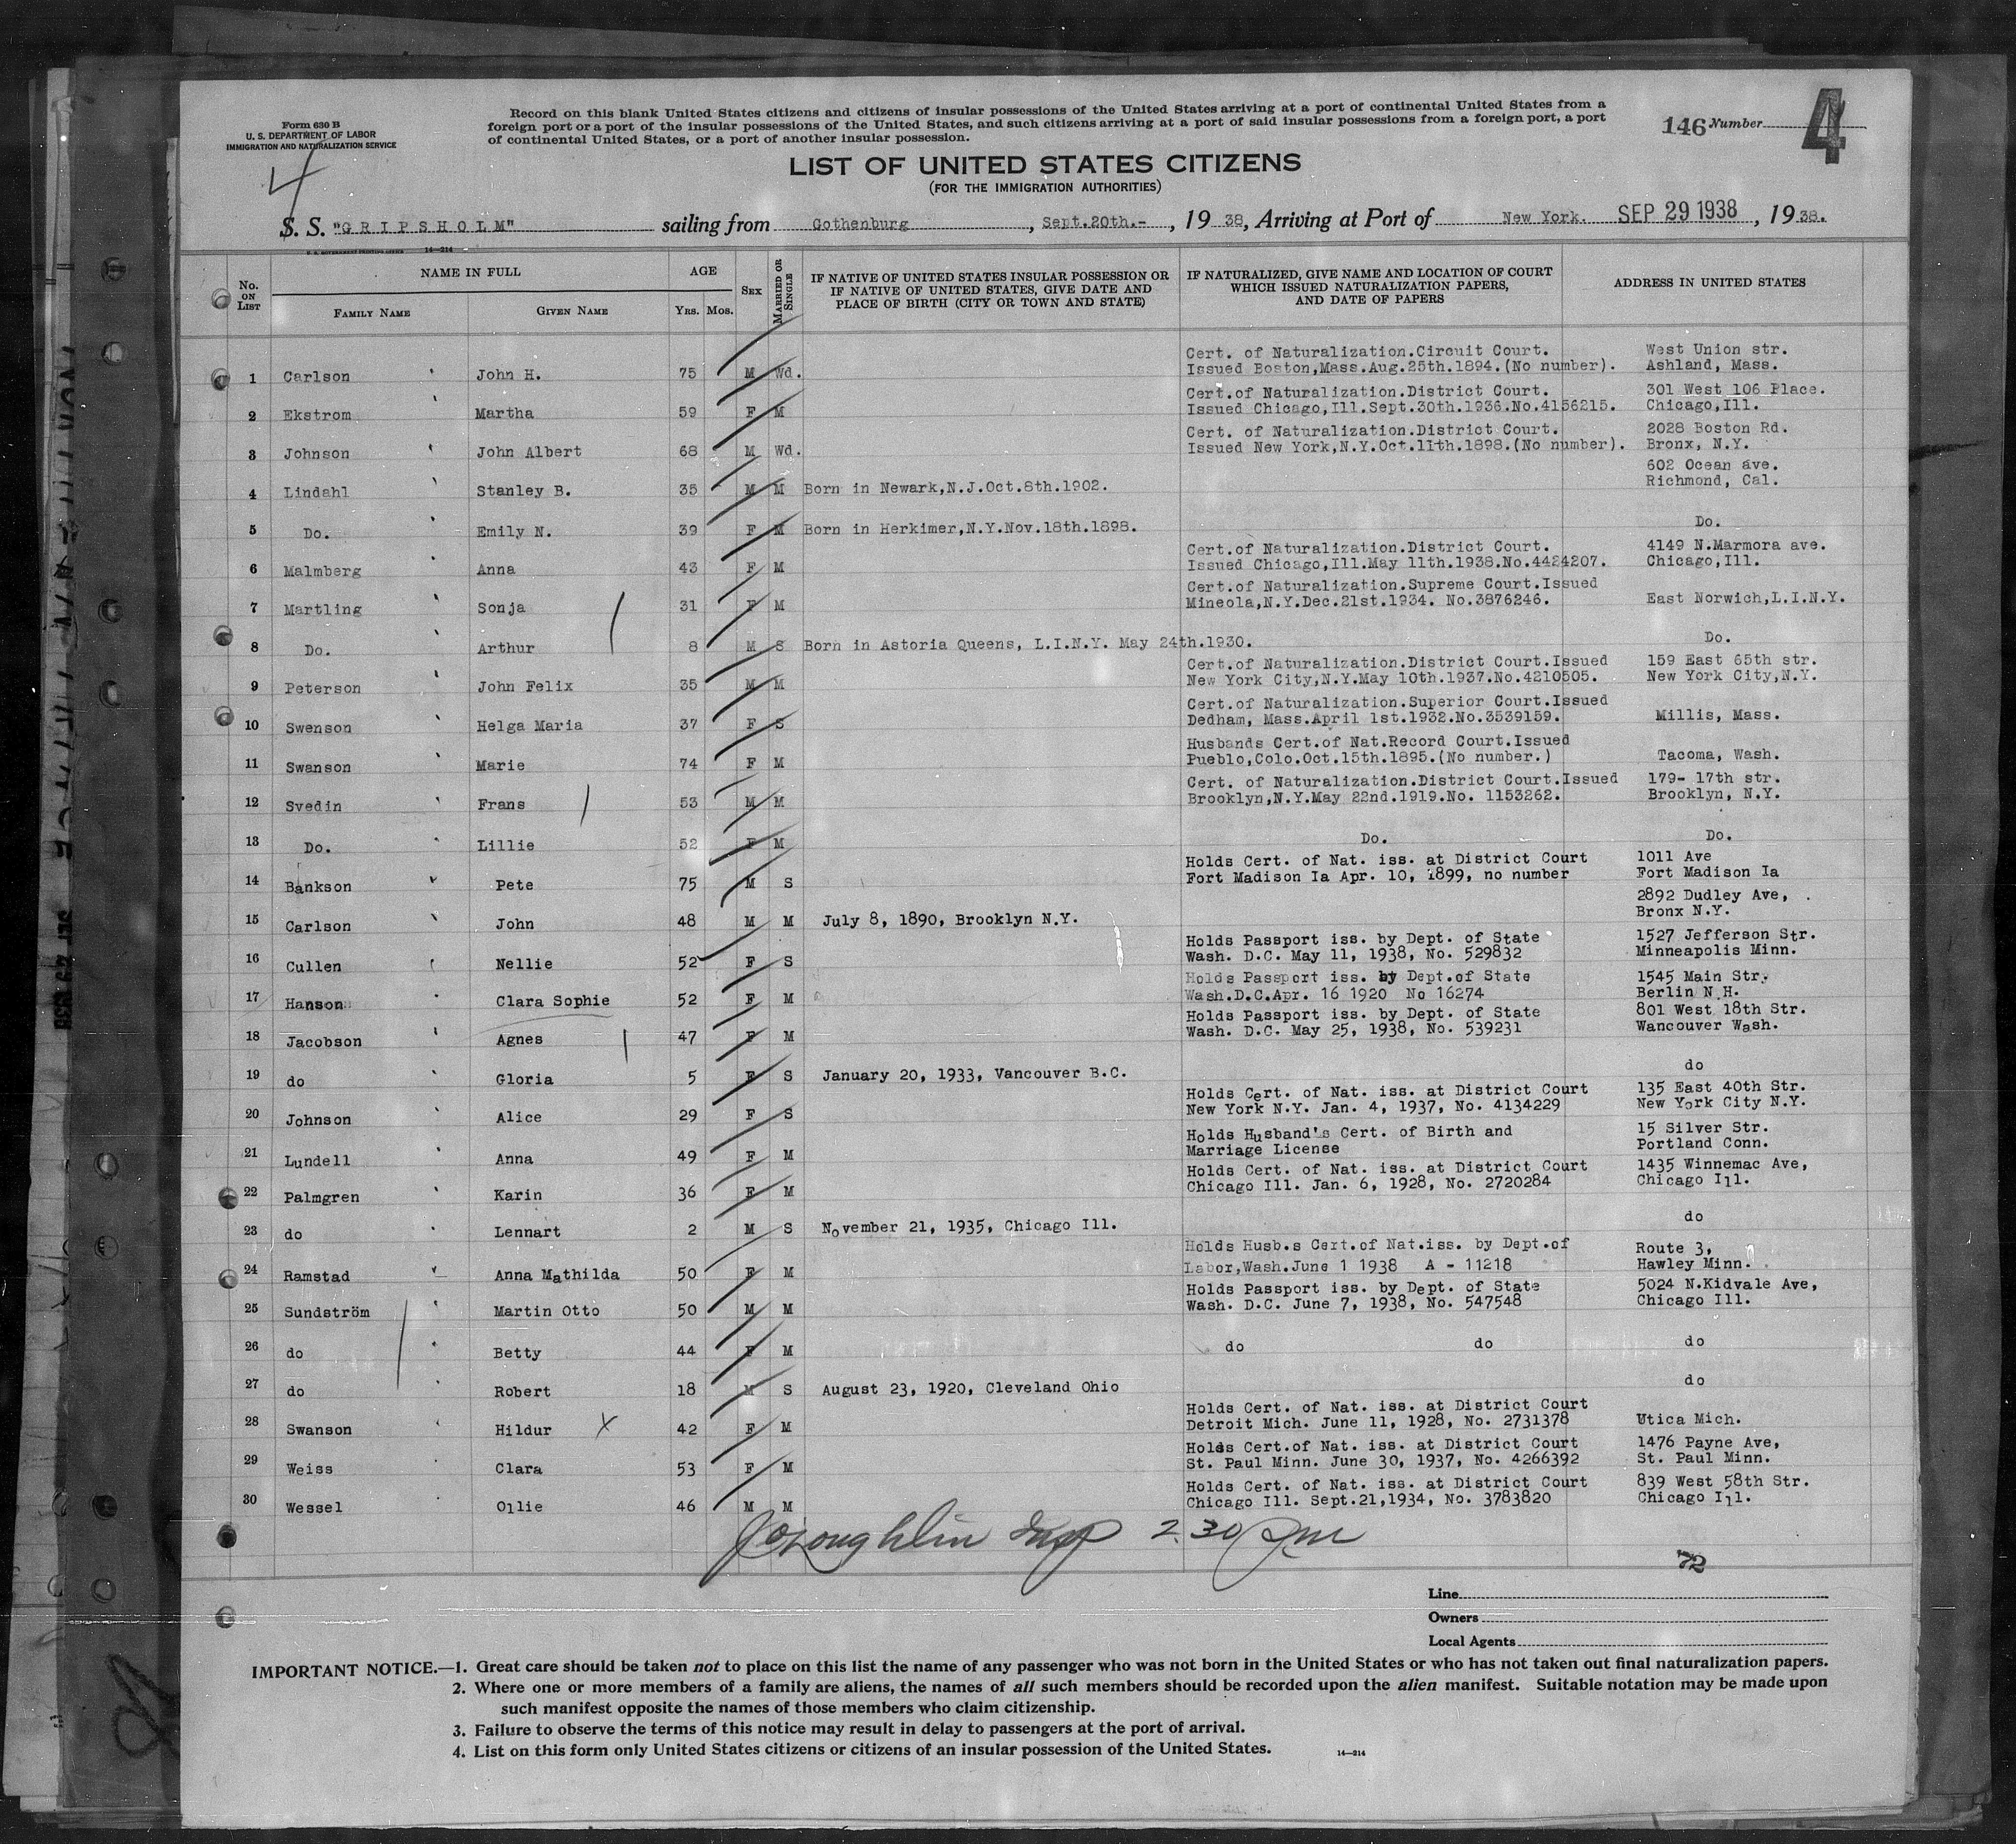 Form 630 B
U. S. DEPARTMENT OF LABOR
IMMIGRATION AND NATURALIZATION SERVICE
Record on this blank United States citizens and citizens of insular possessions of the United States arriving at a port of continental United States from a
foreign port or a port of the insular possessions of the United States, and such citizens arriving at a port of said insular possessions from a foreign port, a port
of continental United States, or a port of another insular possession.
146 Number 4
4
LIST OF UNITED STATES CITIZENS
(FOR THE IMMIGRATION AUTHORITIES)
S. S. "GRIPSHOLM" sailing from Gothenburg, Sept.20th.-, 19 38, Arriving at Port of New York. SEP 29 1938, 19 38.
U. S. GOVERNMENT PRINTING OFFICE 14—214
No. ON LIST NAME IN FULL FAMILY NAME GIVEN NAME AGE YRS. MOS. SEX MARRIED OR SINGLE IF NATIVE OF UNITED STATES INSULAR POSSESSION OR IF NATIVE OF UNITED STATES, GIVE DATE AND PLACE OF BIRTH (CITY OR TOWN AND STATE) IF NATURALIZED, GIVE NAME AND LOCATION OF COURT WHICH ISSUED NATURALIZATION PAPERS, AND DATE OF PAPERS ADDRESS IN UNITED STATES
Cert. of Naturalization.Circuit Court. West Union str.
1 Carlson John H. 75 M Wd. Issued Boston,Mass.Aug.25th.1894.(No number). Ashland, Mass.
Cert.of Naturalization.District Court. 301 West 106 Place.
2 Ekstrom Martha 59 F M Issued Chicago,Ill.Sept.30th.1936.No.4156215. Chicago,Ill.
Cert. of Naturalization.District Court. 2028 Boston Rd.
3 Johnson John Albert 68 M Wd. Issued New York,N.Y.Oct.11th.1898.(No number). Bronx, N.Y.
602 Ocean ave.
4 Lindahl Stanley B. 35 M M Born in Newark,N.J.Oct.8th.1902. Richmond, Cal.
5 Do. Emily N. 39 F M Born in Herkimer,N.Y.Nov.18th.1898. Do.
Cert.of Naturalization.District Court. 4149 N.Marmora ave.
6 Malmberg Anna 43 F M Issued Chicago,Ill.May 11th.1938.No.4424207. Chicago,Ill.
Cert.of Naturalization.Supreme Court.Issued
7 Martling Sonja 31 F M Mineola,N.Y.Dec.21st.1934. No.3876246. East Norwich,L.I.N.Y.
8 Do. Arthur 8 M S Born in Astoria Queens, L.I.N.Y. May 24th.1930. Do.
Cert.of Naturalization.District Court.Issued 159 East 65th str.
9 Peterson John Felix 35 M M New York City,N.Y.May 10th.1937.No.4210505. New York City,N.Y.
Cert.of Naturalization.Superior Court.Issued
10 Swenson Helga Maria 37 F S Dedham, Mass.April 1st.1932.No.3539159. Millis, Mass.
Husbands Cert.of Nat.Record Court.Issued
11 Swanson Marie 74 F M Pueblo,Colo.Oct.15th.1895.(No number.) Tacoma, Wash.
Cert. of Naturalization.District Court.Issued 179- 17th str.
12 Svedin Frans 53 M M Brooklyn,N.Y.May 22nd.1919.No. 1153262. Brooklyn, N.Y.
13 Do. Lillie 52 F M Do. Do.
Holds Cert. of Nat. iss. at District Court 1011 Ave
14 Bankson Pete 75 M S Fort Madison Ia Apr. 10, 1899, no number Fort Madison Ia
2892 Dudley Ave,
15 Carlson John 48 M M July 8, 1890, Brooklyn N.Y. Bronx N.Y.
Holds Passport iss. by Dept. of State 1527 Jefferson Str.
16 Cullen Nellie 52 F S Wash. D.C. May 11, 1938, No. 529832 Minneapolis Minn.
Holds Passport iss. by Dept.of State 1545 Main Str.
17 Hanson Clara Sophie 52 F M Wash.D.C.Apr. 16 1920 No 16274 Berlin N.H.
Holds Passport iss. by Dept. of State 801 West 18th Str.
18 Jacobson Agnes 47 F M Wash. D.C. May 25, 1938, No. 539231 Vancouver Wash.
19 do Gloria 5 F S January 20, 1933, Vancouver B.C. do
Holds Cert. of Nat. iss. at District Court 135 East 40th Str.
20 Johnson Alice 29 F S New York N.Y. Jan. 4, 1937, No. 4134229 New York City N.Y.
Holds Husband's Cert. of Birth and 15 Silver Str.
21 Lundell Anna 49 F M Marriage License Portland Conn.
Holds Cert. of Nat. iss. at District Court 1435 Winnemac Ave,
22 Palmgren Karin 36 F M Chicago Ill. Jan. 6, 1928, No. 2720284 Chicago Ill.
23 do Lennart 2 M S November 21, 1935, Chicago Ill. do
Holds Husb.s Cert.of Nat.iss. by Dept.of Route 3,
24 Ramstad Anna Mathilda 50 F M Labor,Wash.June 1 1938 A - 11218 Hawley Minn.
Holds Passport iss. by Dept. of State 5024 N.Kidvale Ave,
25 Sundström Martin Otto 50 M M Wash. D.C. June 7, 1938, No. 547548 Chicago Ill.
26 do Betty 44 F M do do do
27 do Robert 18 M S August 23, 1920, Cleveland Ohio do
Holds Cert. of Nat. iss. at District Court
28 Swanson Hildur X 42 F M Detroit Mich. June 11, 1928, No. 2731378 Utica Mich.
Holds Cert.of Nat. iss. at District Court 1476 Payne Ave,
29 Weiss Clara 53 F M St. Paul Minn. June 30, 1937, No. 4266392 St. Paul Minn.
Holds Cert. of Nat. iss. at District Court 839 West 58th Str.
30 Wessel Ollie 46 M M Chicago Ill. Sept.21,1934, No. 3783820 Chicago Ill.
JOLoughlin Insp 2.30 pm
72
Line
Owners
Local Agents
IMPORTANT NOTICE.—1. Great care should be taken not to place on this list the name of any passenger who was not born in the United States or who has not taken out final naturalization papers.
2. Where one or more members of a family are aliens, the names of all such members should be recorded upon the alien manifest. Suitable notation may be made upon
such manifest opposite the names of those members who claim citizenship.
3. Failure to observe the terms of this notice may result in delay to passengers at the port of arrival.
4. List on this form only United States citizens or citizens of an insular possession of the United States.
14—214